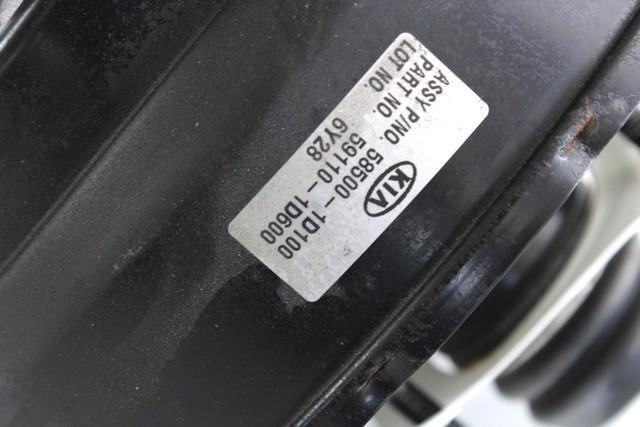 KIA
ASSY P/NO. 58500-1D100
PART NO. 59110-1D600
LOT NO. 6Y28